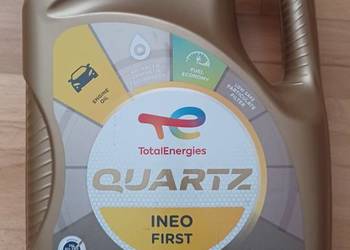 ENGINE
OIL
FUEL
ECONOMY
LOW SAPS
PARTICULATE
FILTER
TotalEnergies
QUARTZ
INEO
FIRST